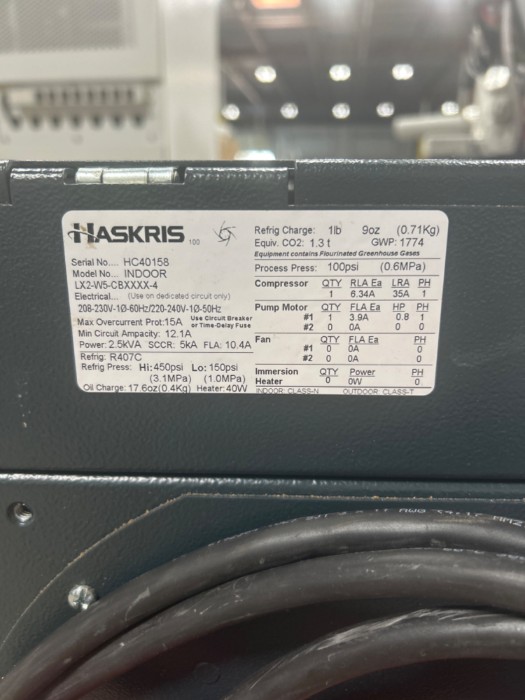 HASKRIS 100
Serial No.... HC40158
Model No... INDOOR
LX2-W5-CBXXXX-4
Electrical... (Use on dedicated circuit only)
208-230V-1Ø-60Hz/220-240V-1Ø-50Hz
Max Overcurrent Prot:15A Use Circuit Breaker or Time-Delay Fuse
Min Circuit Ampacity: 12.1A
Power: 2.5kVA SCCR: 5kA FLA: 10.4A
Refrig: R407C
Refrig Press: Hi:450psi Lo: 150psi
(3.1MPa) (1.0MPa)
Oil Charge: 17.6oz(0.4Kg) Heater: 40W
Refrig Charge: 1lb 9oz (0.71Kg)
Equiv. CO2: 1.3 t GWP: 1774
Equipment contains Flourinated Greenhouse Gases
Process Press: 100psi (0.6MPa)
Compressor QTY RLA Ea LRA PH
1 6.34A 35A 1
Pump Motor QTY FLA Ea HP PH
#1 1 3.9A 0.8 1
#2 0 0A 0 0
Fan QTY FLA Ea PH
#1 0 0A 0
#2 0 0A 0
Immersion Heater QTY Power PH
0 0W 0
INDOOR CLASS-N OUTDOOR CLASS-T